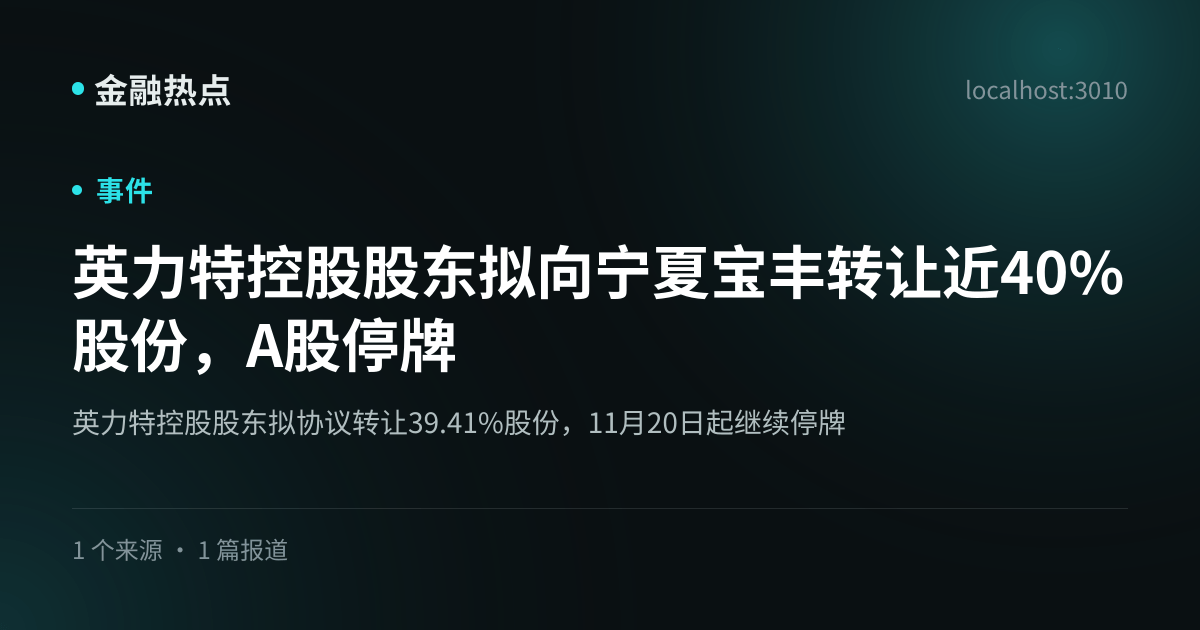 金融热点
localhost:3010
事件
英力特控股股东拟向宁夏宝丰转让近40%
股份，A股停牌
英力特控股股东拟协议转让39.41%股份，11月20日起继续停牌
1 个来源 · 1 篇报道